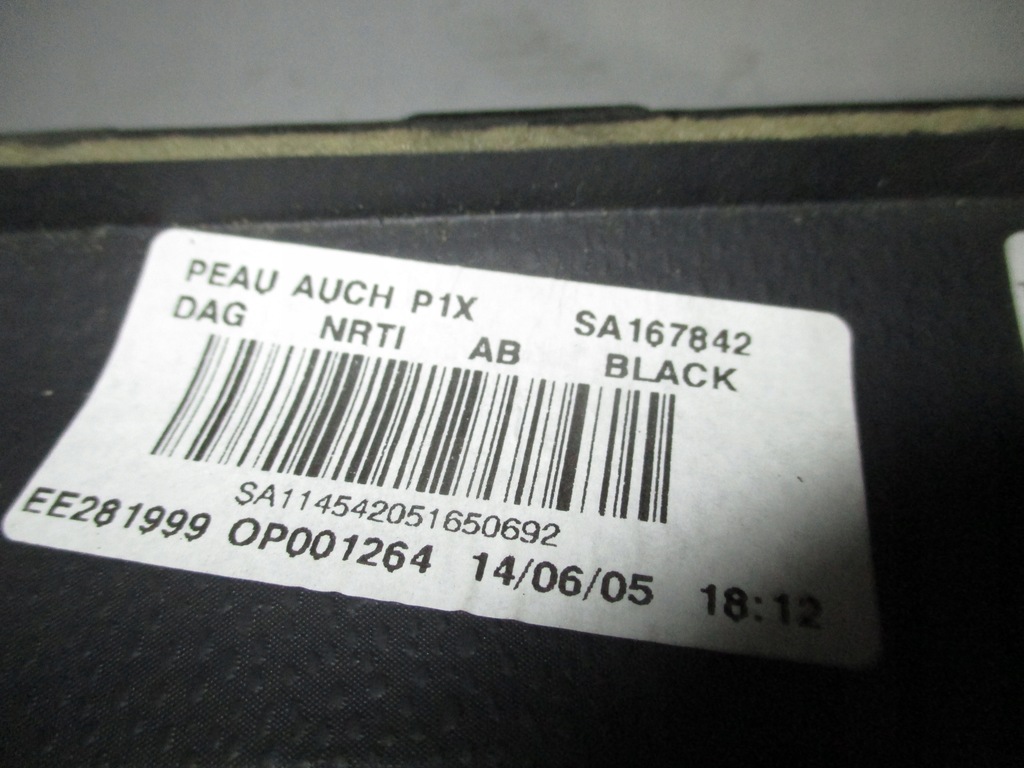 PEAU AUCH P1X SA167842
DAG NRTI AB BLACK
SA114542051650692
EE281999 OP001264 14/06/05 18:12